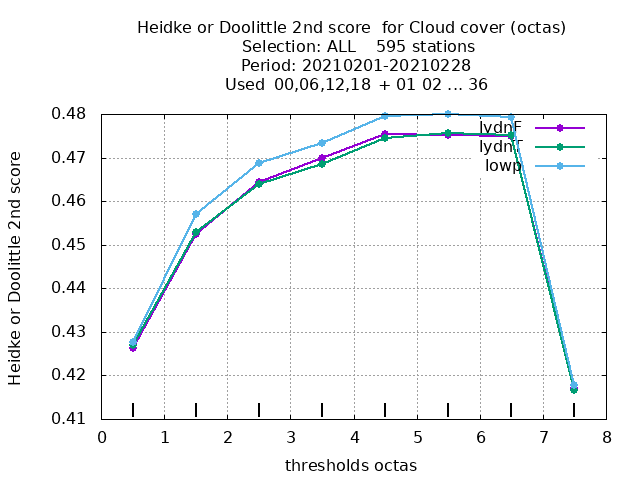 Heidke or Doolittle 2nd score  for Cloud cover (octas)
Selection: ALL    595 stations
Period: 20210201-20210228
Used  00,06,12,18  + 01 02 ... 36
Heidke or Doolittle 2nd score
0.48
0.47
0.46
0.45
0.44
0.43
0.42
0.41
lydnF
lowp
0 1 2 3 4 5 6 7 8
thresholds octas